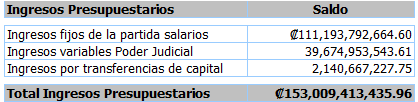 Ingresos Presupuestarios Saldo
Ingresos fijos de la partida salarios ₡111,193,792,664.60
Ingresos variables Poder Judicial 39,674,953,543.61
Ingresos por transferencias de capital 2,140,667,227.75
Total Ingresos Presupuestarios ₡153,009,413,435.96